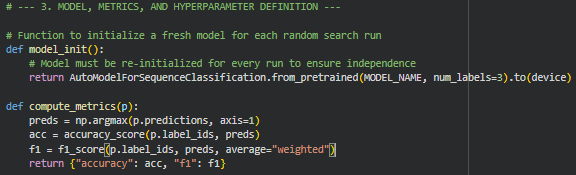 # --- 3. MODEL, METRICS, AND HYPERPARAMETER DEFINITION ---
# Function to initialize a fresh model for each random search run
def model_init():
    # Model must be re-initialized for every run to ensure independence
    return AutoModelForSequenceClassification.from_pretrained(MODEL_NAME, num_labels=3).to(device)
def compute_metrics(p):
    preds = np.argmax(p.predictions, axis=1)
    acc = accuracy_score(p.label_ids, preds)
    f1 = f1_score(p.label_ids, preds, average="weighted")
    return {"accuracy": acc, "f1": f1}